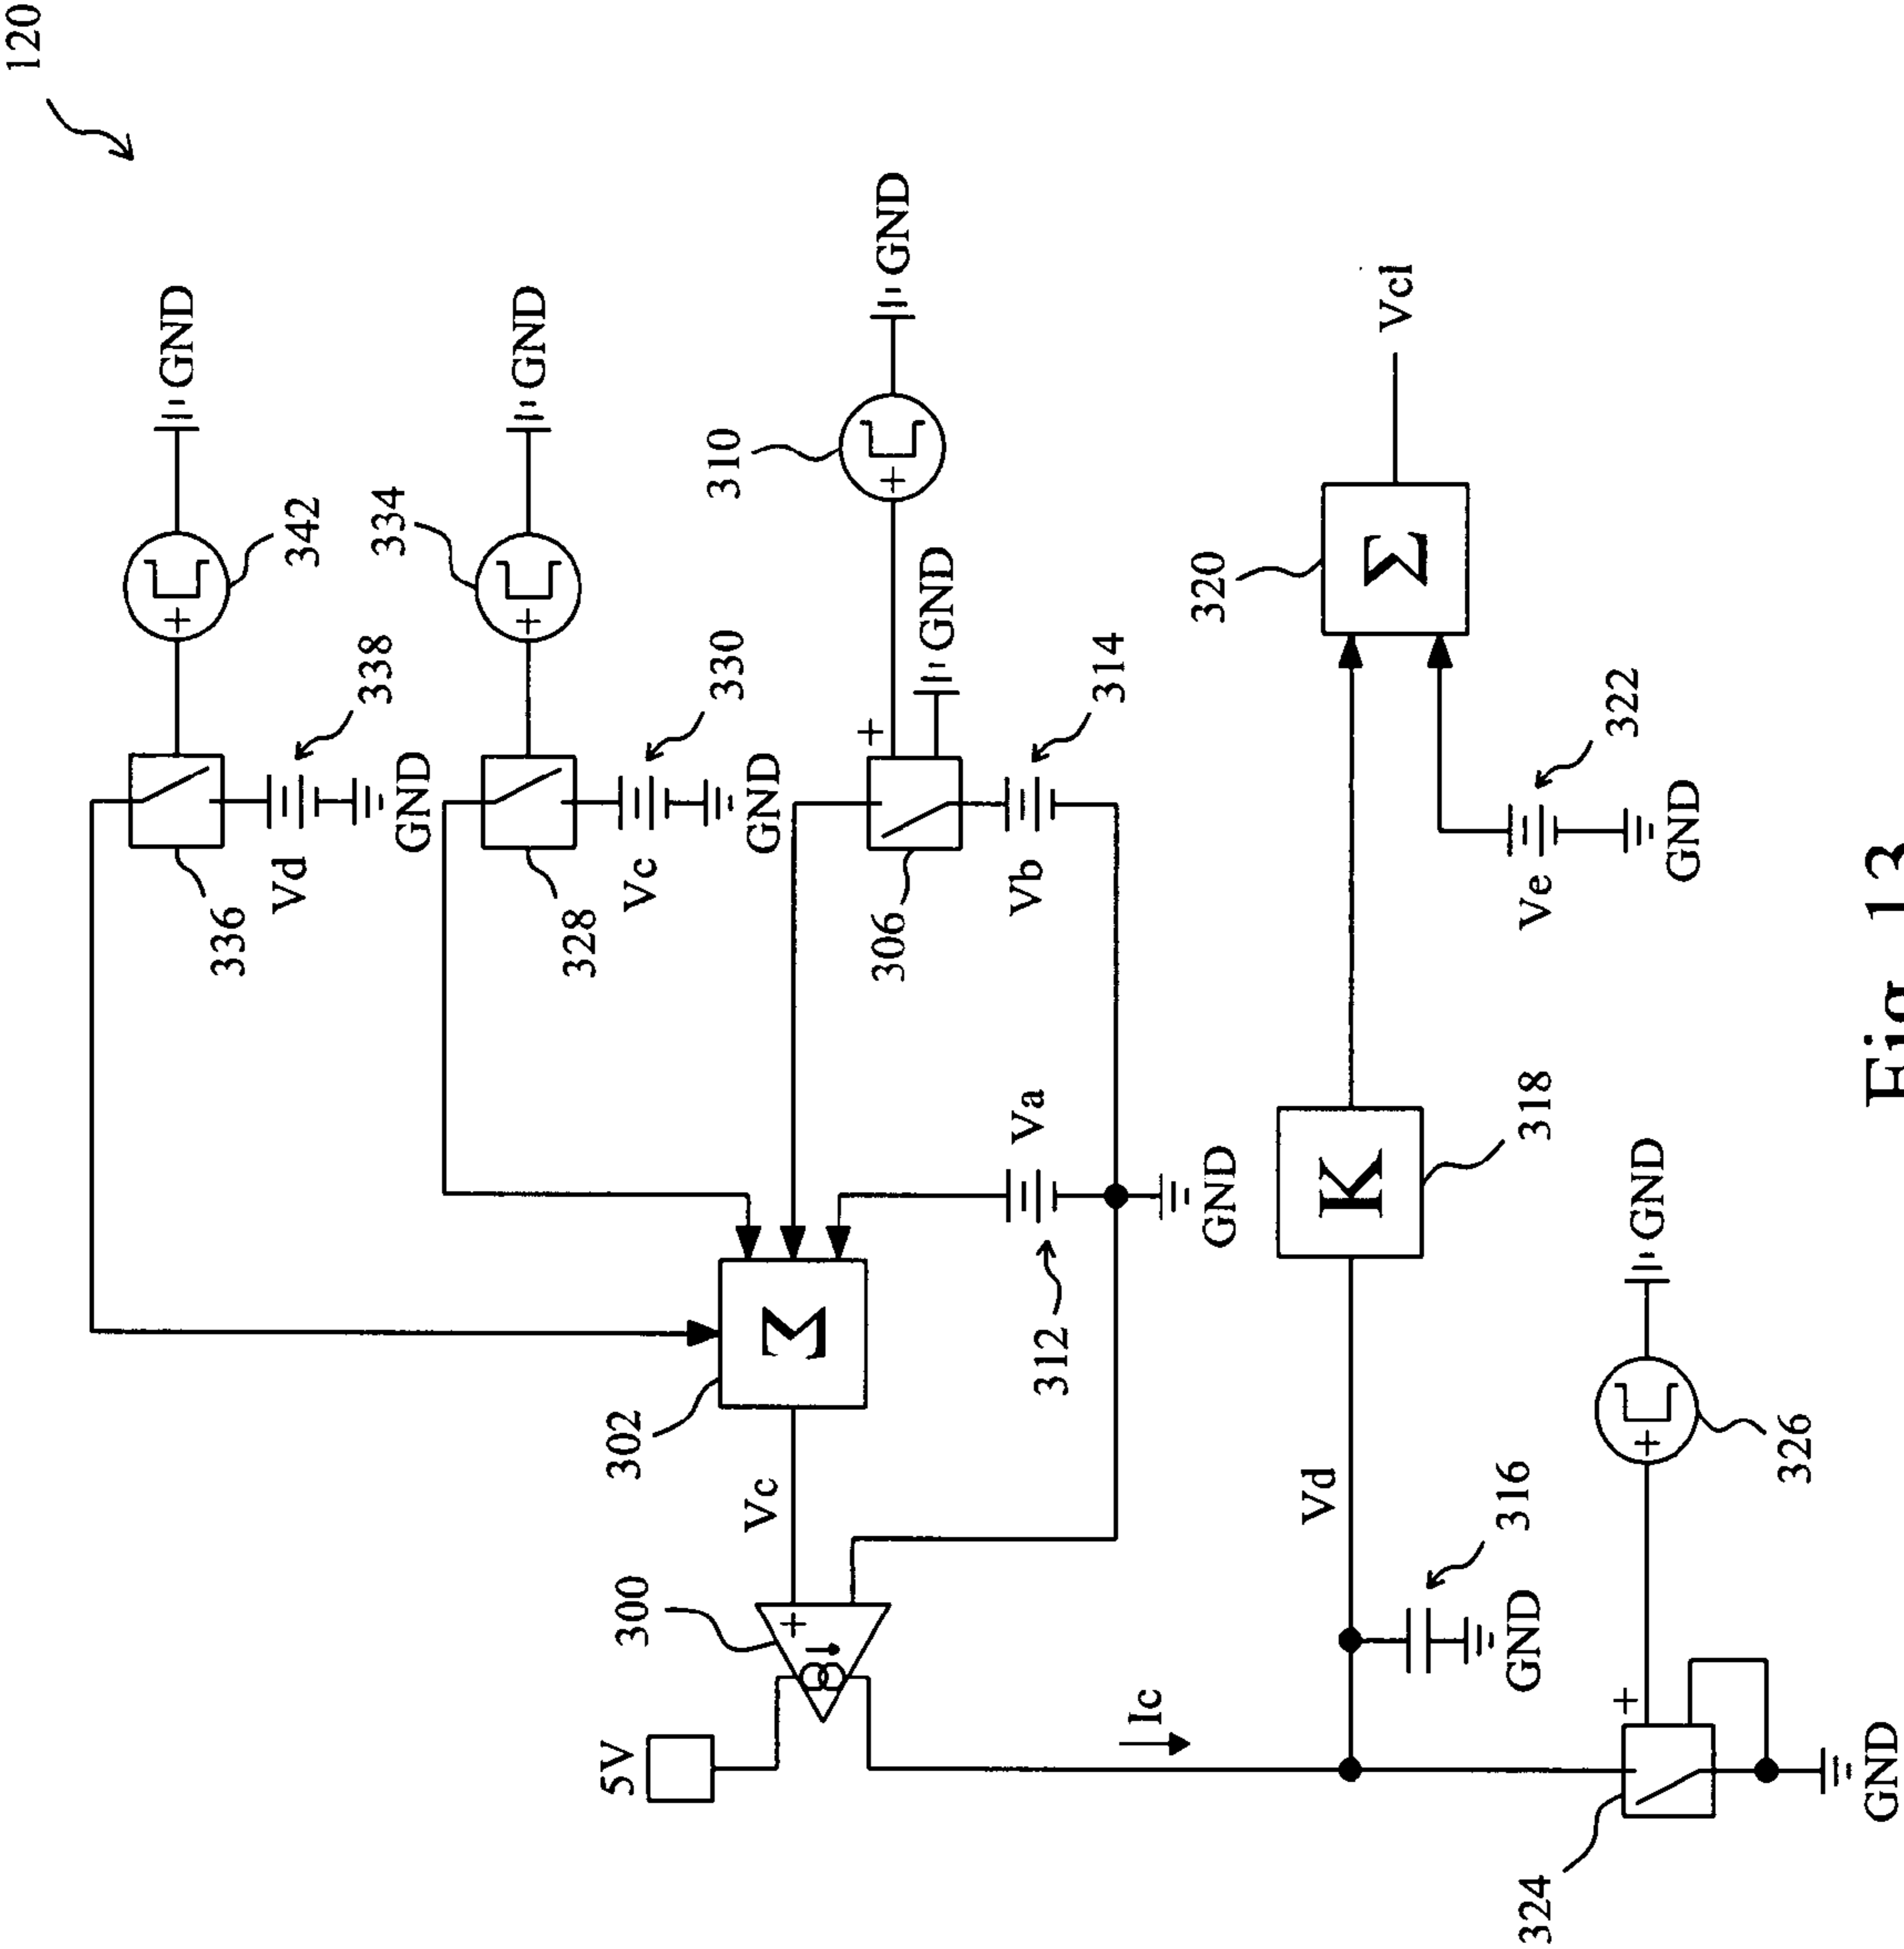 120
GND
342
336
Vd
338
GND
334
GND
328
Vc
330
GND
310
GND
+
GND
306
Vb
314
302
Σ
Vc
312
Va
GND
300
+
5V
Ic
Vd
316
GND
K
318
320
Σ
Vcl
Ve
322
GND
324
+
326
GND
GND
+
+
+
+
Fig. 13